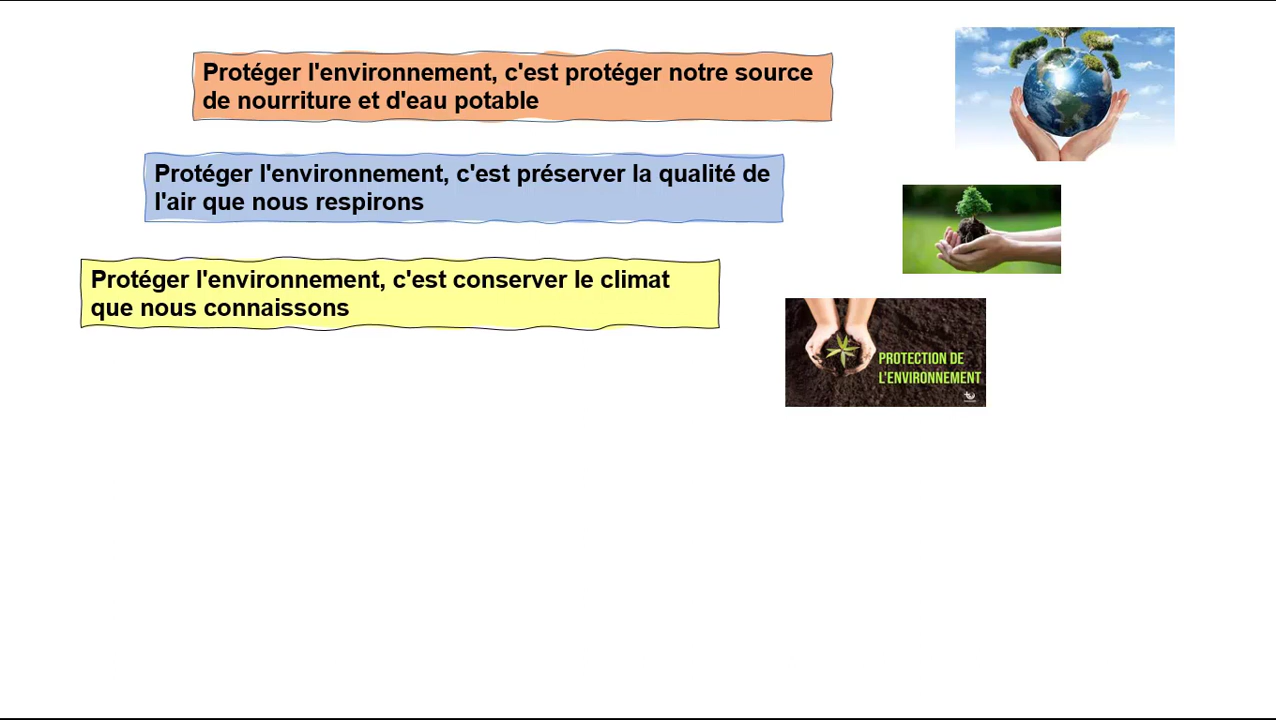 Protéger l'environnement, c'est protéger notre source
de nourriture et d'eau potable
Protéger l'environnement, c'est préserver la qualité de
l'air que nous respirons
Protéger l'environnement, c'est conserver le climat
que nous connaissons
PROTECTION DE
L'ENVIRONNEMENT